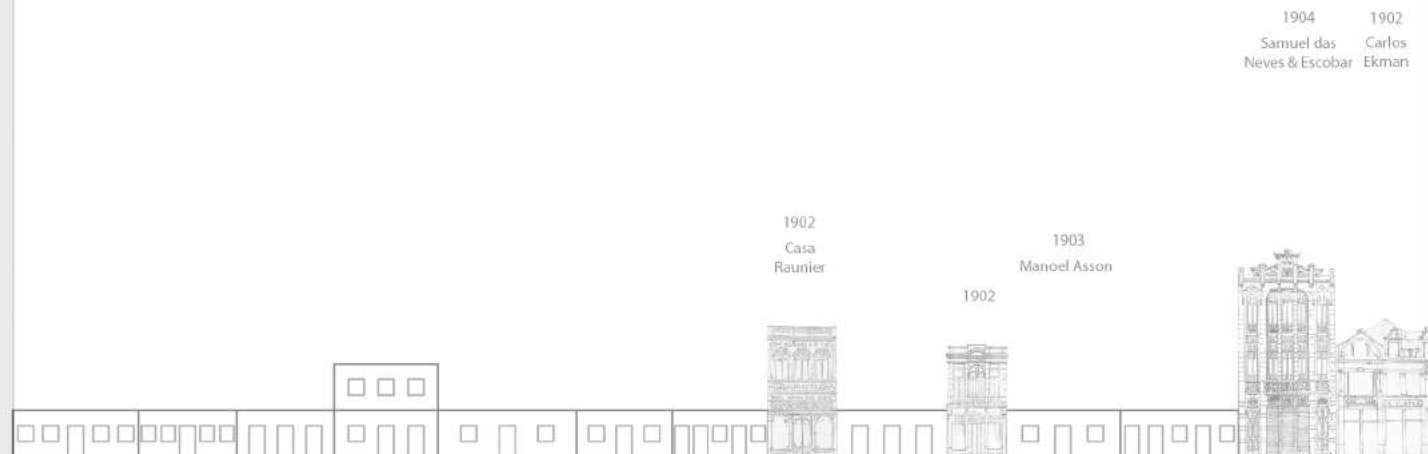 1904
Samuel das
Neves & Escobar
1902
Carlos
Ekman
1902
Casa
Raunier
1903
Manoel Asson
1902